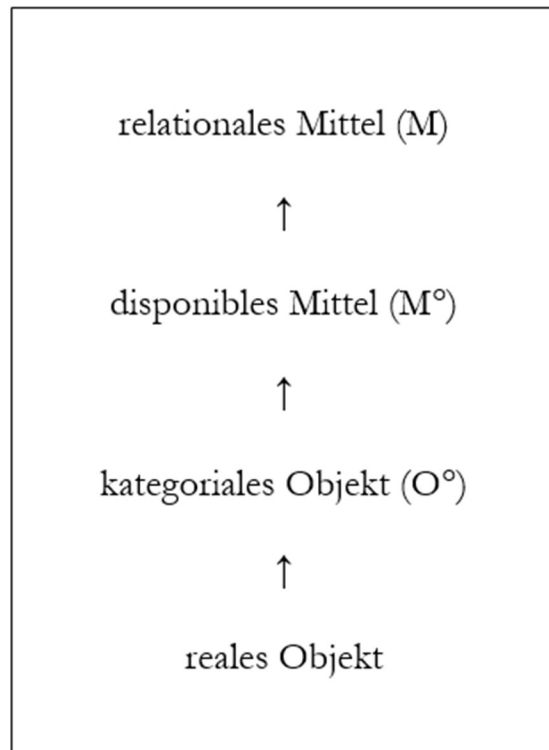 relationales Mittel (M)
↑
disponibles Mittel (M°)
↑
kategoriales Objekt (O°)
↑
reales Objekt